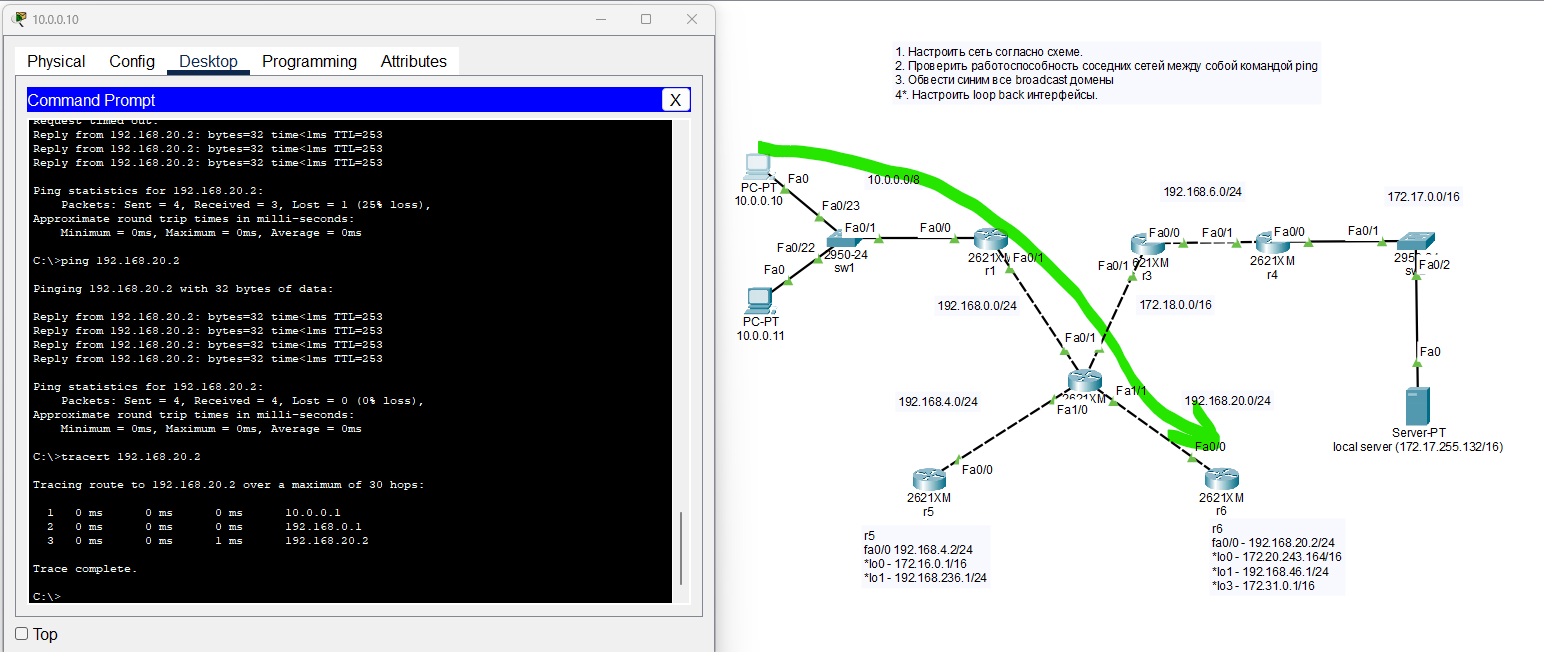 10.0.0.10
Physical Config Desktop Programming Attributes
Command Prompt
X
Request timed out.
Reply from 192.168.20.2: bytes=32 time<1ms TTL=253
Reply from 192.168.20.2: bytes=32 time<1ms TTL=253
Reply from 192.168.20.2: bytes=32 time<1ms TTL=253
Ping statistics for 192.168.20.2:
Packets: Sent = 4, Received = 3, Lost = 1 (25% loss),
Approximate round trip times in milli-seconds:
Minimum = 0ms, Maximum = 0ms, Average = 0ms
C:\>ping 192.168.20.2
Pinging 192.168.20.2 with 32 bytes of data:
Reply from 192.168.20.2: bytes=32 time<1ms TTL=253
Reply from 192.168.20.2: bytes=32 time<1ms TTL=253
Reply from 192.168.20.2: bytes=32 time<1ms TTL=253
Reply from 192.168.20.2: bytes=32 time<1ms TTL=253
Ping statistics for 192.168.20.2:
Packets: Sent = 4, Received = 4, Lost = 0 (0% loss),
Approximate round trip times in milli-seconds:
Minimum = 0ms, Maximum = 0ms, Average = 0ms
C:\>tracert 192.168.20.2
Tracing route to 192.168.20.2 over a maximum of 30 hops:
1 0 ms 0 ms 0 ms 10.0.0.1
2 0 ms 0 ms 0 ms 192.168.0.1
3 0 ms 0 ms 1 ms 192.168.20.2
Trace complete.
C:\>
Top
1. Настроить сеть согласно схеме.
2. Проверить работоспособность соседних сетей между собой командой ping
3. Обвести синим все broadcast домены
4*. Настроить loop back интерфейсы.
PC-PT
10.0.0.10
Fa0
Fa0/23
10.0.0.0/8
Fa0/22
Fa0/1
2950-24
sw1
Fa0
PC-PT
10.0.0.11
Fa0/0
2621XM
r1
Fa0/1
192.168.0.0/24
192.168.6.0/24
172.17.0.0/16
Fa0/0
Fa0/1
r3
Fa0/1
Fa0/0
2621XM
r4
Fa0/1
Fa0/2
172.18.0.0/16
Fa0/1
2621XM
Fa1/0
Fa1/1
192.168.4.0/24
192.168.20.0/24
Fa0
Server-PT
local server (172.17.255.132/16)
Fa0/0
2621XM
r5
Fa0/0
2621XM
r6
r5
fa0/0 192.168.4.2/24
*lo0 - 172.16.0.1/16
*lo1 - 192.168.236.1/24
r6
fa0/0 - 192.168.20.2/24
*lo0 - 172.20.243.164/16
*lo1 - 192.168.46.1/24
*lo3 - 172.31.0.1/16